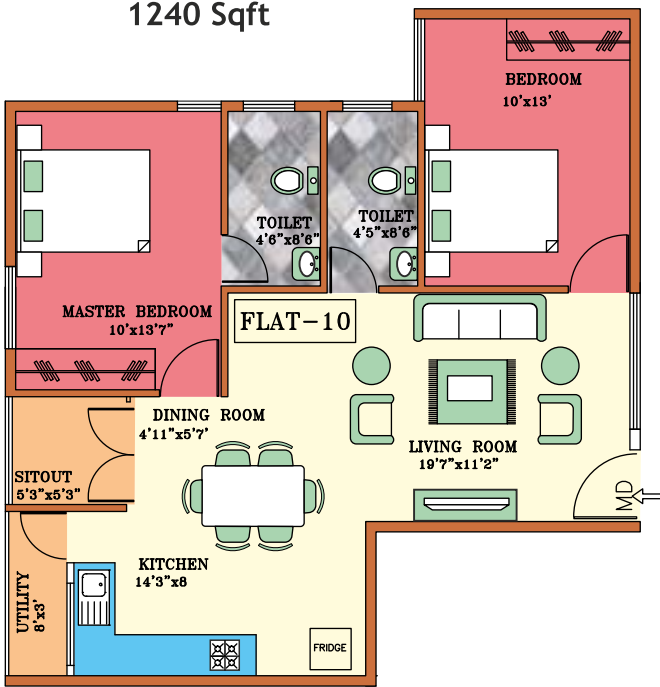 1240 Sqft
BEDROOM
10'x13'
TOILET
4'6"x8'6"
TOILET
4'5"x8'6"
MASTER BEDROOM
10'x13'7"
FLAT-10
DINING ROOM
4'11"x5'7'
LIVING ROOM
19'7"x11'2"
SITOUT
5'3"x5'3"
MD
KITCHEN
14'3"x8
UTILITY
8'x3'
FRIDGE